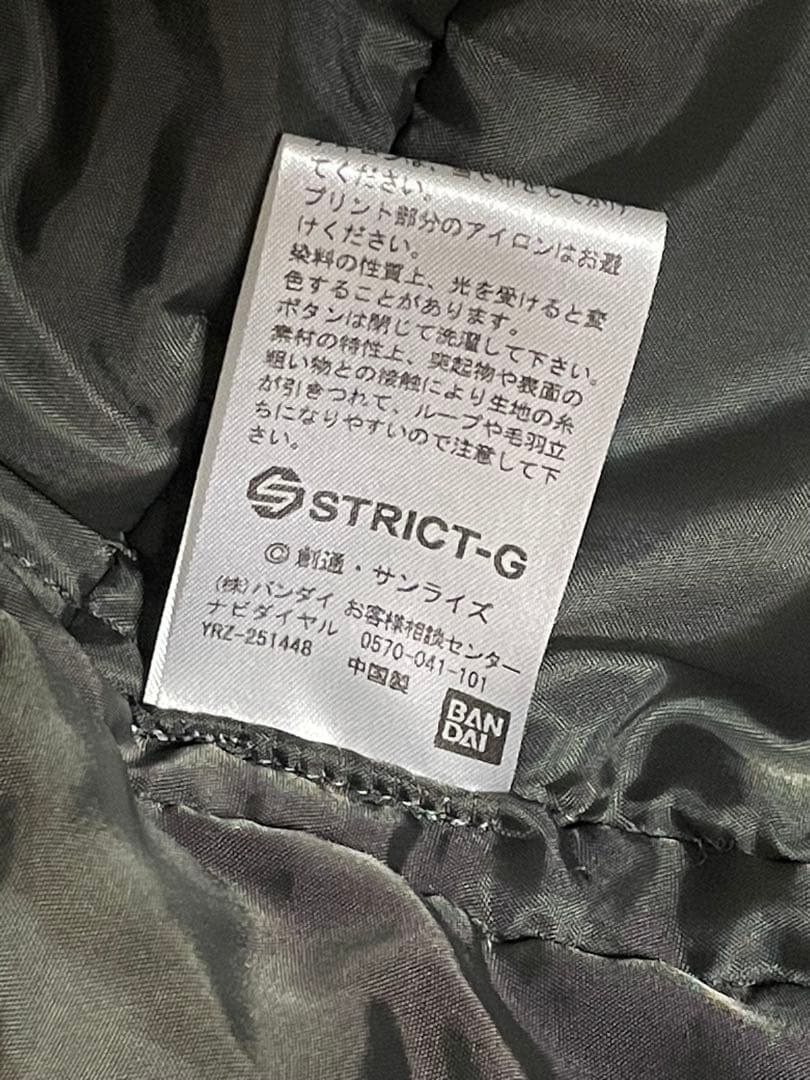 てください。
プリント部分のアイロンはお避
けください。
染料の性質上、光を受けると変
色することがあります。
ボタンは閉じて洗濯して下さい。
素材の特性上、突起物や表面の
粗い物との接触により生地の糸
が引きつれて、ループや毛羽立
ちになりやすいので注意して下
さい。
STRICT-G
© 創通・サンライズ
(株)バンダイ お客様相談センター
ナビダイヤル 0570-041-101
YRZ-251448 中国製
BAN
DAI